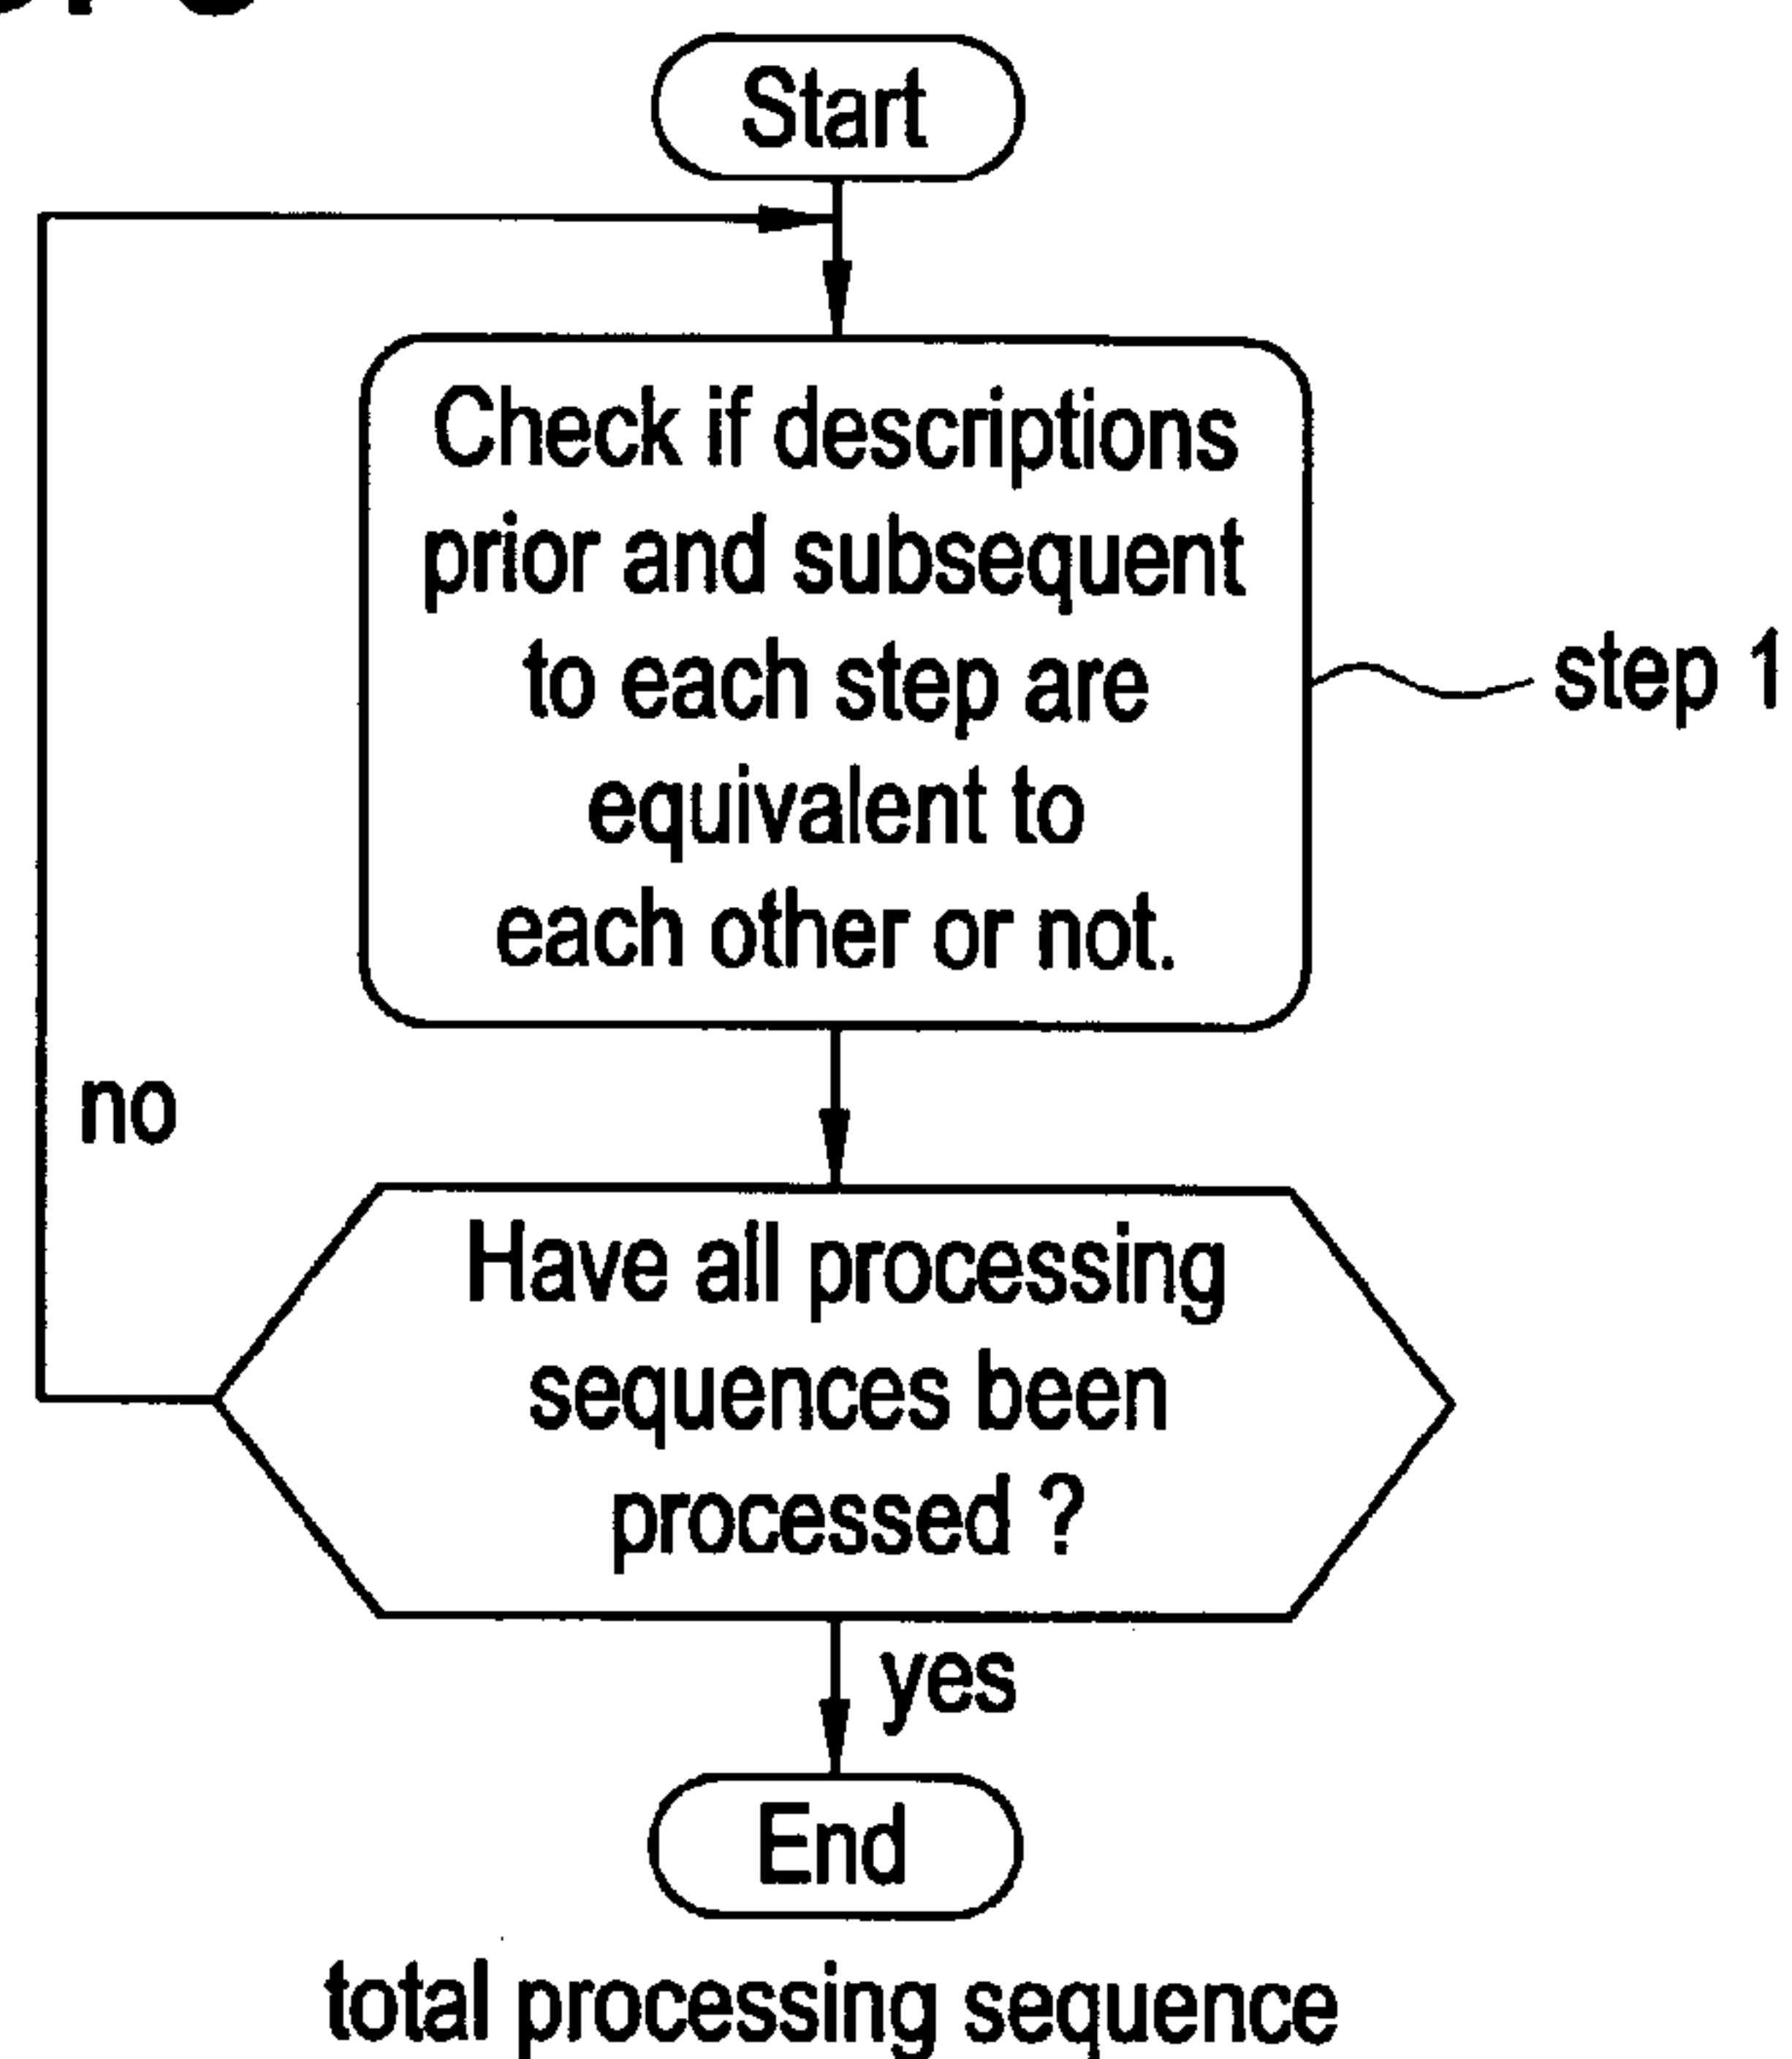 Start
Check if descriptions
prior and subsequent
to each step are
equivalent to
each other or not.
step 1
no
Have all processing
sequences been
processed ?
yes
End
total processing sequence